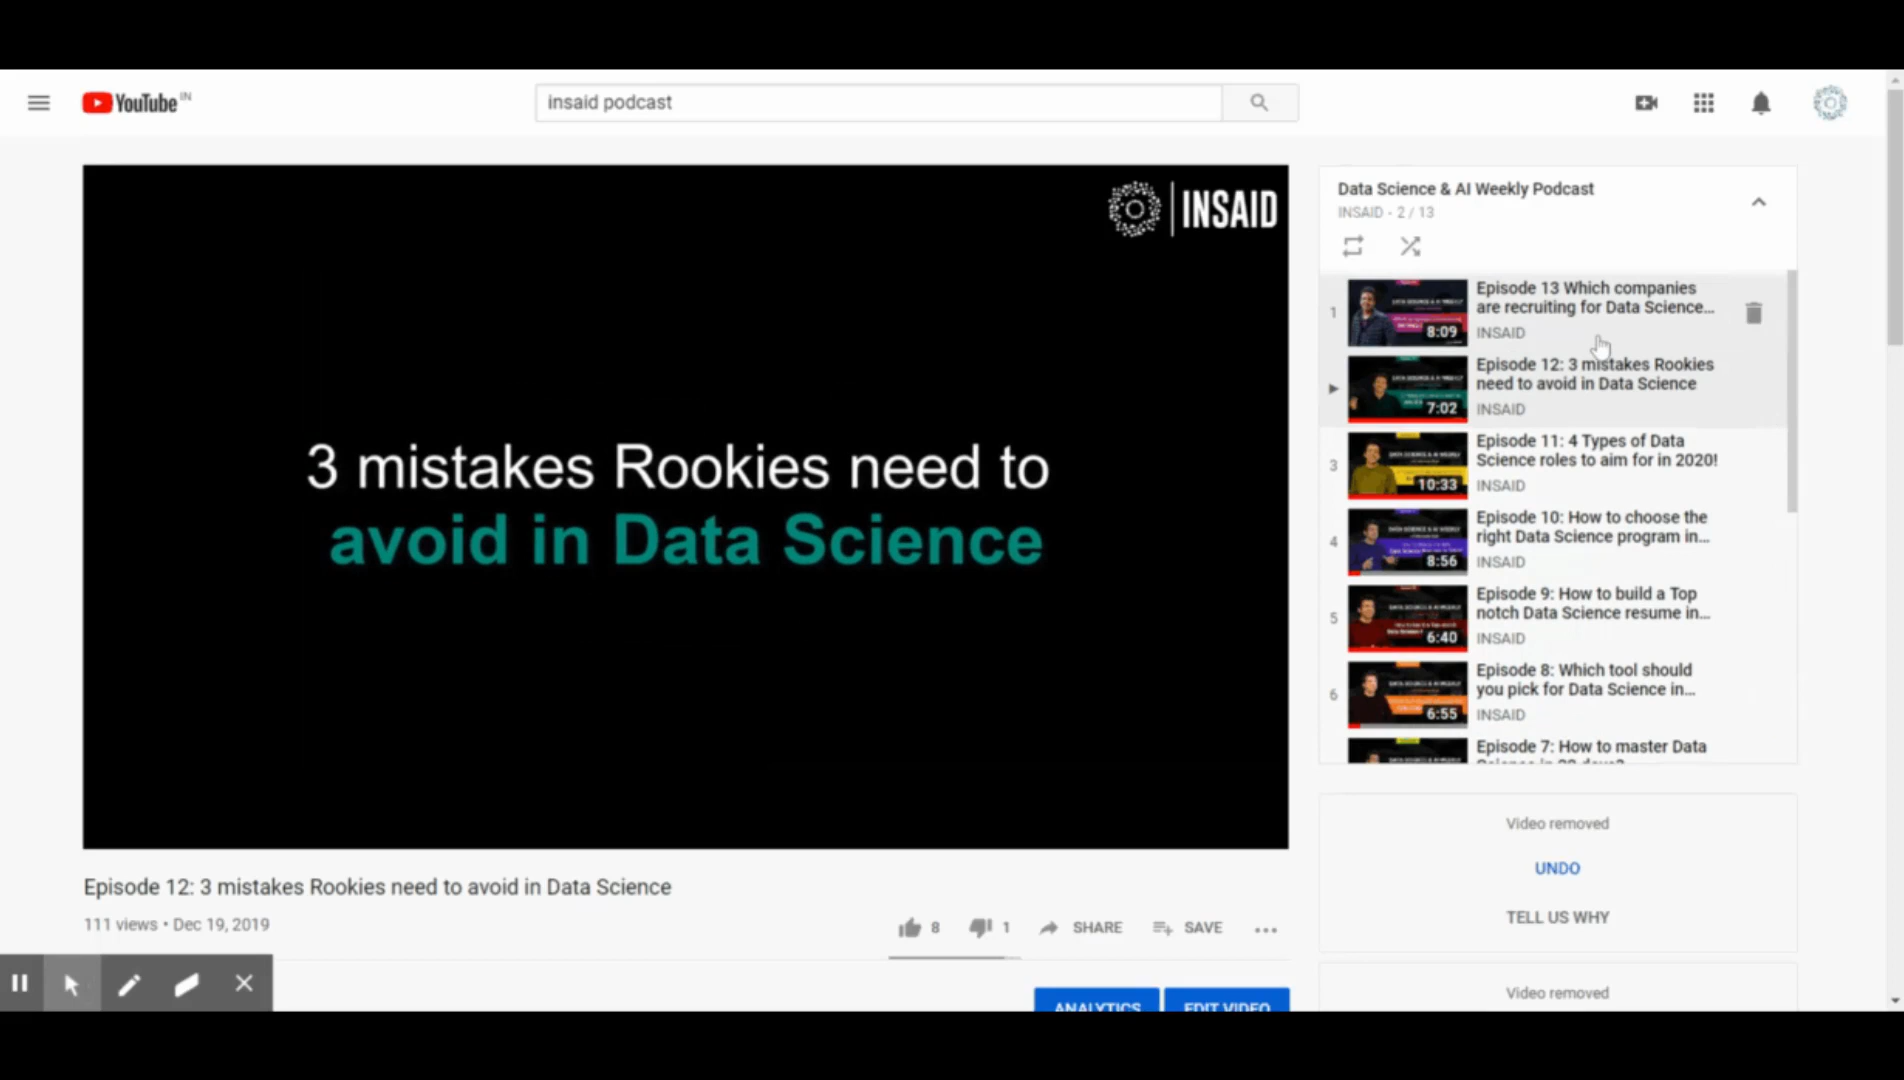 YouTube IN
insaid podcast
INSAID
3 mistakes Rookies need to
avoid in Data Science
Episode 12: 3 mistakes Rookies need to avoid in Data Science
111 views • Dec 19, 2019
8
1
SHARE
SAVE
ANALYTICS
EDIT VIDEO
Data Science & AI Weekly Podcast
INSAID - 2 / 13
1
8:09
Episode 13 Which companies
are recruiting for Data Science...
INSAID
7:02
Episode 12: 3 mistakes Rookies
need to avoid in Data Science
INSAID
3
10:33
Episode 11: 4 Types of Data
Science roles to aim for in 2020!
INSAID
4
8:56
Episode 10: How to choose the
right Data Science program in...
INSAID
5
6:40
Episode 9: How to build a Top
notch Data Science resume in...
INSAID
6
6:55
Episode 8: Which tool should
you pick for Data Science in...
INSAID
Episode 7: How to master Data
Video removed
UNDO
TELL US WHY
Video removed